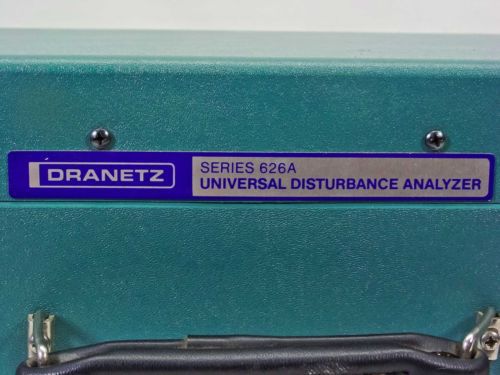 DRANETZ
SERIES 626A
UNIVERSAL DISTURBANCE ANALYZER